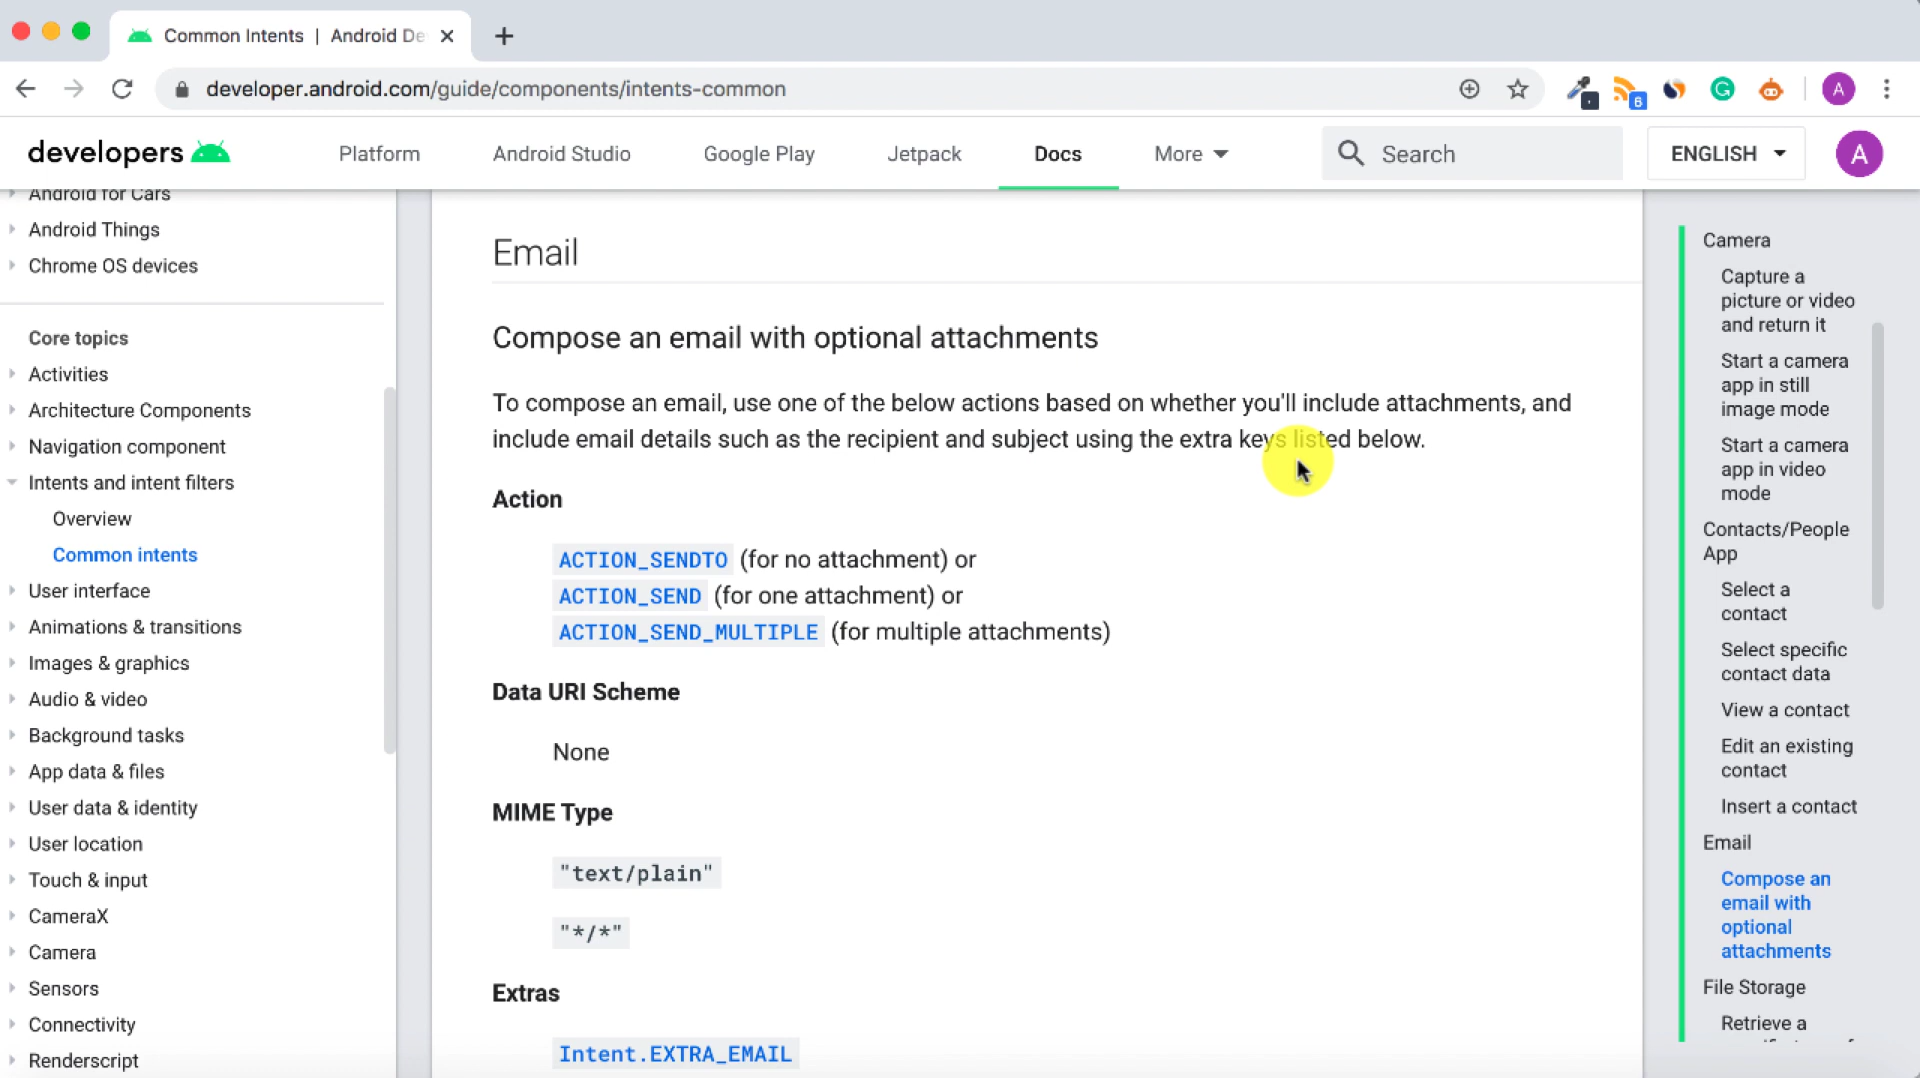 Common Intents | Android De
developer.android.com/guide/components/intents-common
6
A
developers
Platform
Android Studio
Google Play
Jetpack
Docs
More
Search
ENGLISH
A
Android for Cars
Android Things
Chrome OS devices
Core topics
Activities
Architecture Components
Navigation component
Intents and intent filters
Overview
Common intents
User interface
Animations & transitions
Images & graphics
Audio & video
Background tasks
App data & files
User data & identity
User location
Touch & input
CameraX
Camera
Sensors
Connectivity
Renderscript
Email
Compose an email with optional attachments
To compose an email, use one of the below actions based on whether you'll include attachments, and
include email details such as the recipient and subject using the extra keys listed below.
Action
ACTION_SENDTO (for no attachment) or
ACTION_SEND (for one attachment) or
ACTION_SEND_MULTIPLE (for multiple attachments)
Data URI Scheme
None
MIME Type
"text/plain"
"*/*"
Extras
Intent.EXTRA_EMAIL
Camera
Capture a
picture or video
and return it
Start a camera
app in still
image mode
Start a camera
app in video
mode
Contacts/People
App
Select a
contact
Select specific
contact data
View a contact
Edit an existing
contact
Insert a contact
Email
Compose an
email with
optional
attachments
File Storage
Retrieve a